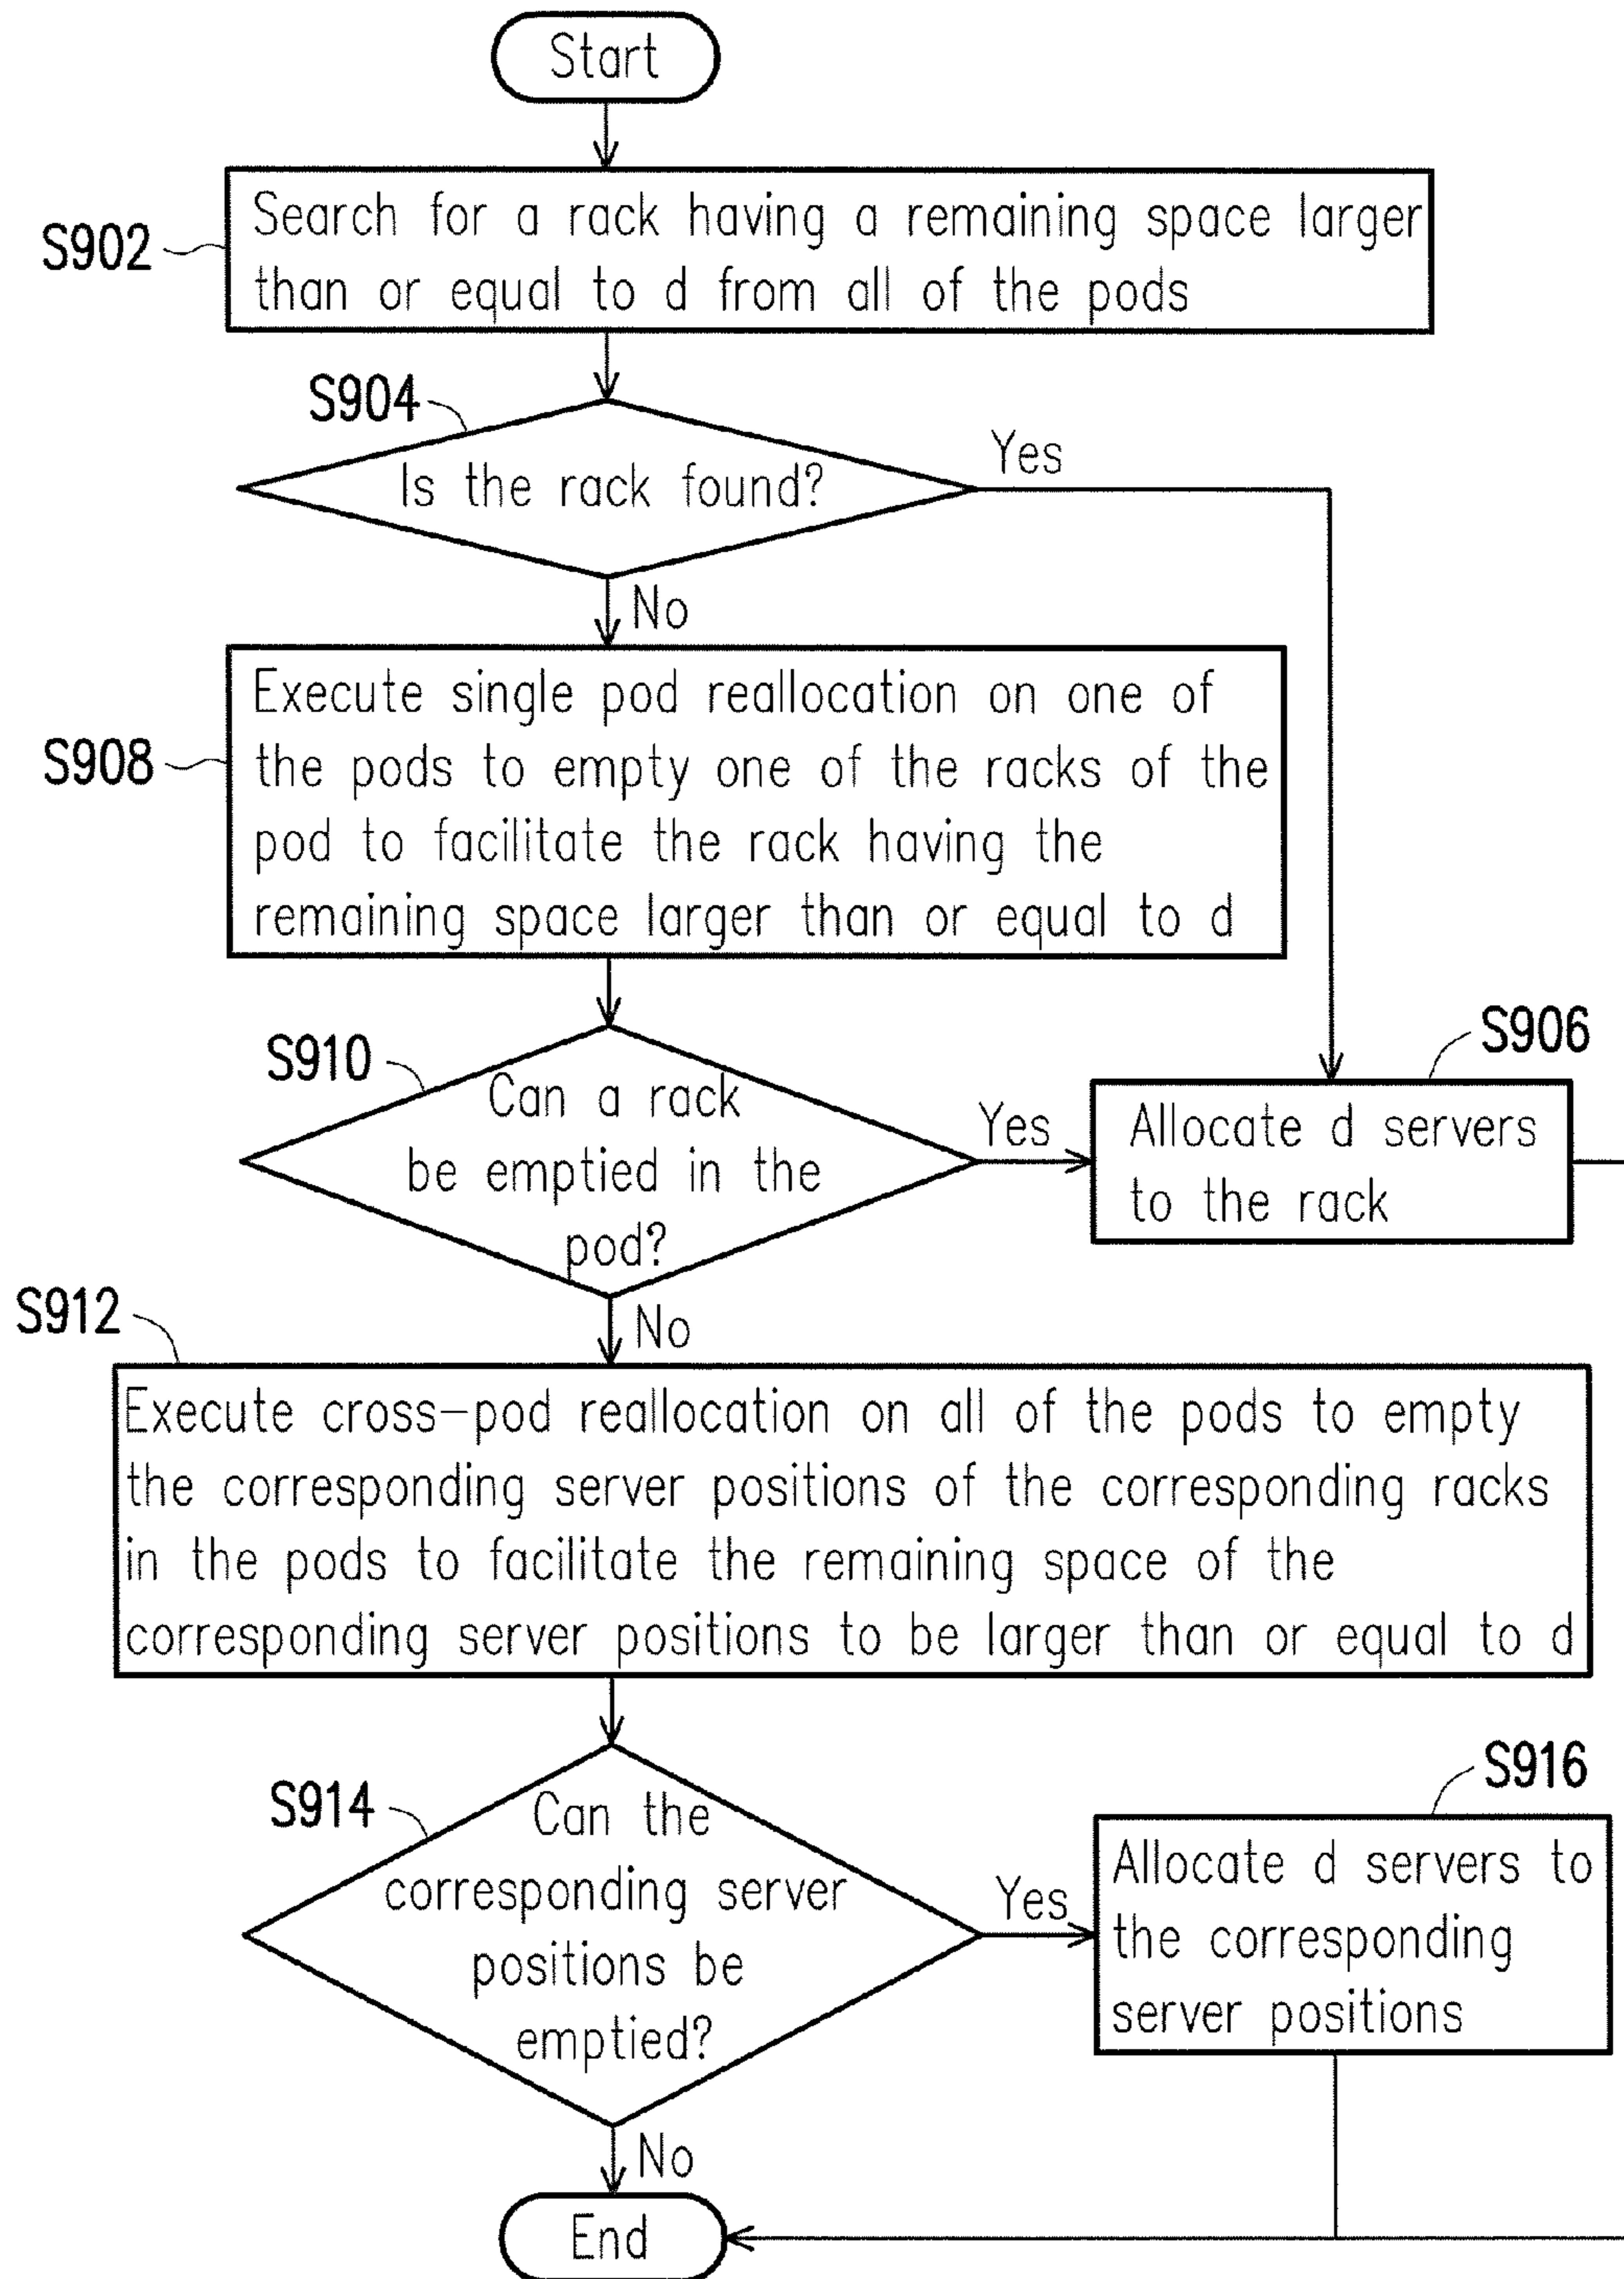 Start
S902
Search for a rack having a remaining space larger
than or equal to d from all of the pods
S904
Is the rack found?
Yes
No
S908
Execute single pod reallocation on one of
the pods to empty one of the racks of the
pod to facilitate the rack having the
remaining space larger than or equal to d
S910
Can a rack
be emptied in the
pod?
Yes
S906
Allocate d servers
to the rack
No
S912
Execute cross-pod reallocation on all of the pods to empty
the corresponding server positions of the corresponding racks
in the pods to facilitate the remaining space of the
corresponding server positions to be larger than or equal to d
S914
Can the
corresponding server
positions be
emptied?
Yes
S916
Allocate d servers to
the corresponding
server positions
No
End